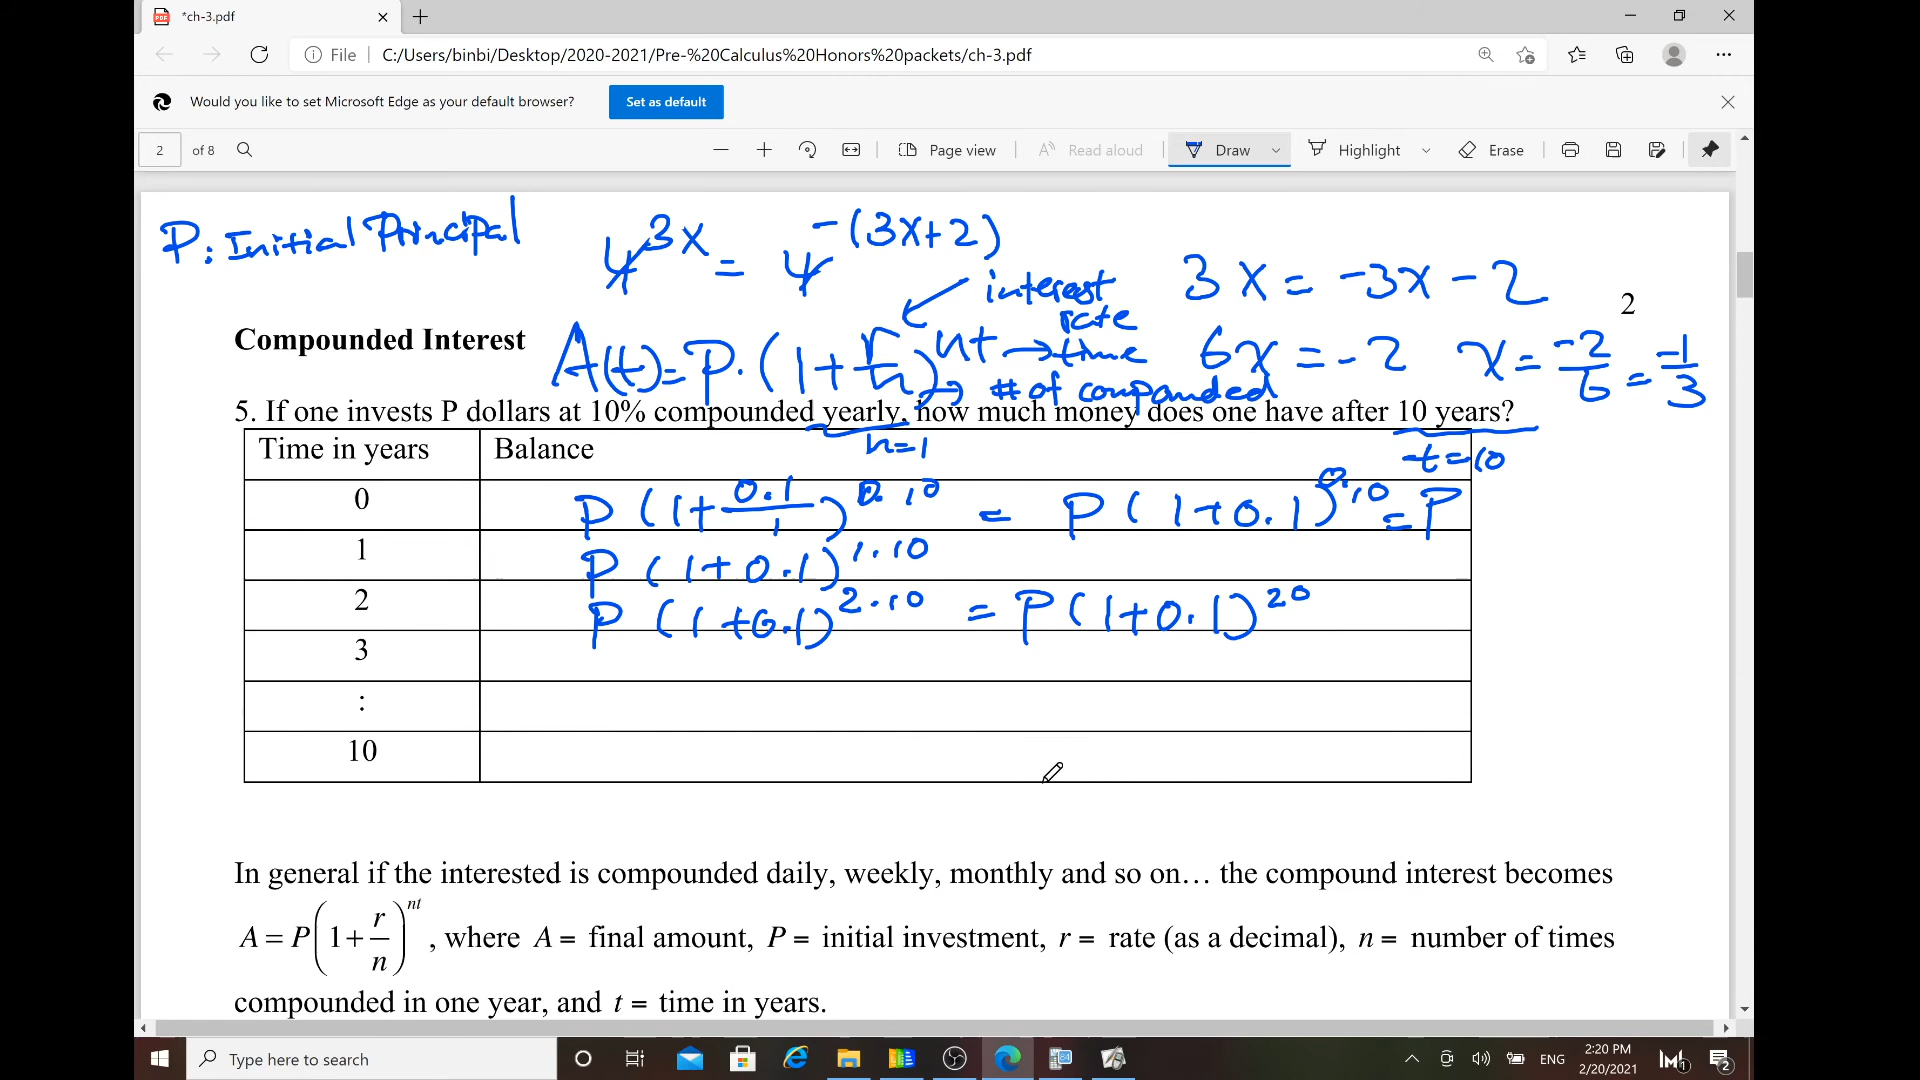 *ch-3.pdf
File C:/Users/binbi/Desktop/2020-2021/Pre-%20Calculus%20Honors%20packets/ch-3.pdf
Would you like to set Microsoft Edge as your default browser? Set as default
2 of 8 Page view Read aloud Draw Highlight Erase
P: Initial Principal 4^3x = 4^-(3x+2)
interest rate 3x = -3x - 2
2
Compounded Interest A(t) = P·(1+r/n)^nt → time 6x = -2 x = -2/6 = -1/3
→ # of compounded
5. If one invests P dollars at 10% compounded yearly, how much money does one have after 10 years?
n=1 t=10
Time in years Balance
0 P(1+0.1/1)^0·10 = P(1+0.1)^0·10 = P
1 P(1+0.1)^1·10
2 P(1+0.1)^2·10 = P(1+0.1)^20
3
:
10
In general if the interested is compounded daily, weekly, monthly and so on… the compound interest becomes
A = P(1+r/n)^nt , where A = final amount, P = initial investment, r = rate (as a decimal), n = number of times
compounded in one year, and t = time in years.
Type here to search
ENG 2:20 PM
2/20/2021
1 2